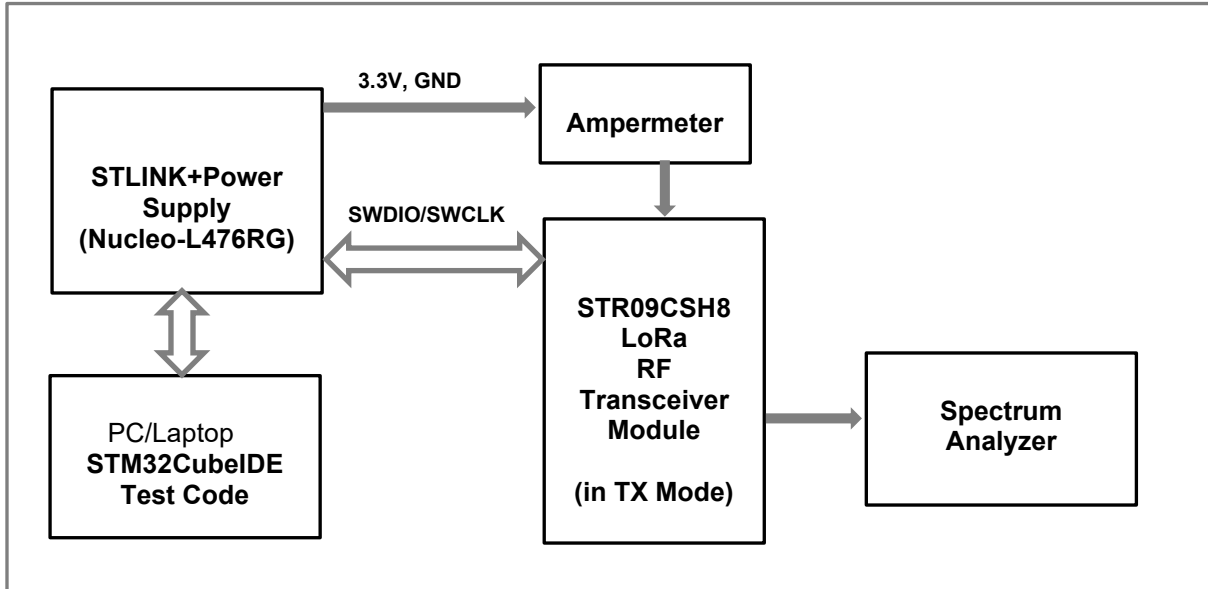 3.3V, GND
Ampermeter
STLINK+Power
Supply
(Nucleo-L476RG)
SWDIO/SWCLK
STR09CSH8
LoRa
RF
Transceiver
Module
(in TX Mode)
Spectrum
Analyzer
PC/Laptop
STM32CubeIDE
Test Code